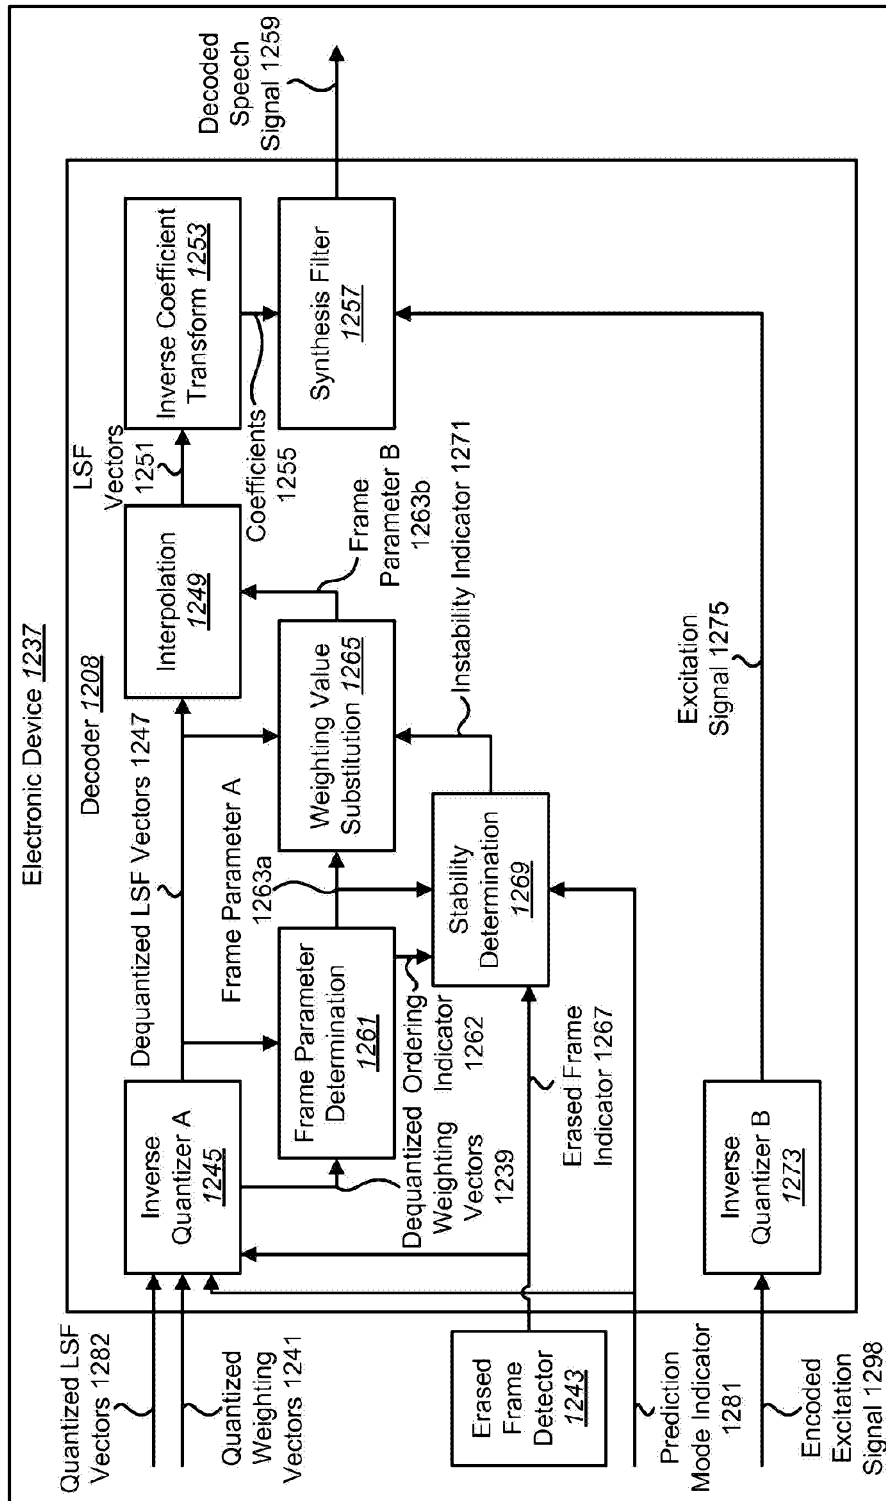 Electronic Device 1237
Decoder 1208
Quantized LSF
Vectors 1282
Quantized
Weighting
Vectors 1241
Inverse
Quantizer A
1245
Dequantized LSF Vectors 1247
Interpolation
1249
LSF
Vectors
1251
Inverse Coefficient
Transform 1253
Coefficients
1255
Synthesis Filter
1257
Decoded
Speech
Signal 1259
Frame Parameter
Determination
1261
Frame Parameter A
1263a
Weighting Value
Substitution 1265
Frame
Parameter B
1263b
Dequantized
Weighting
Vectors
1239
Ordering
Indicator
1262
Stability
Determination
1269
Instability Indicator 1271
Erased
Frame
Detector
1243
Erased Frame
Indicator 1267
Prediction
Mode Indicator
1281
Encoded
Excitation
Signal 1298
Inverse
Quantizer B
1273
Excitation
Signal 1275